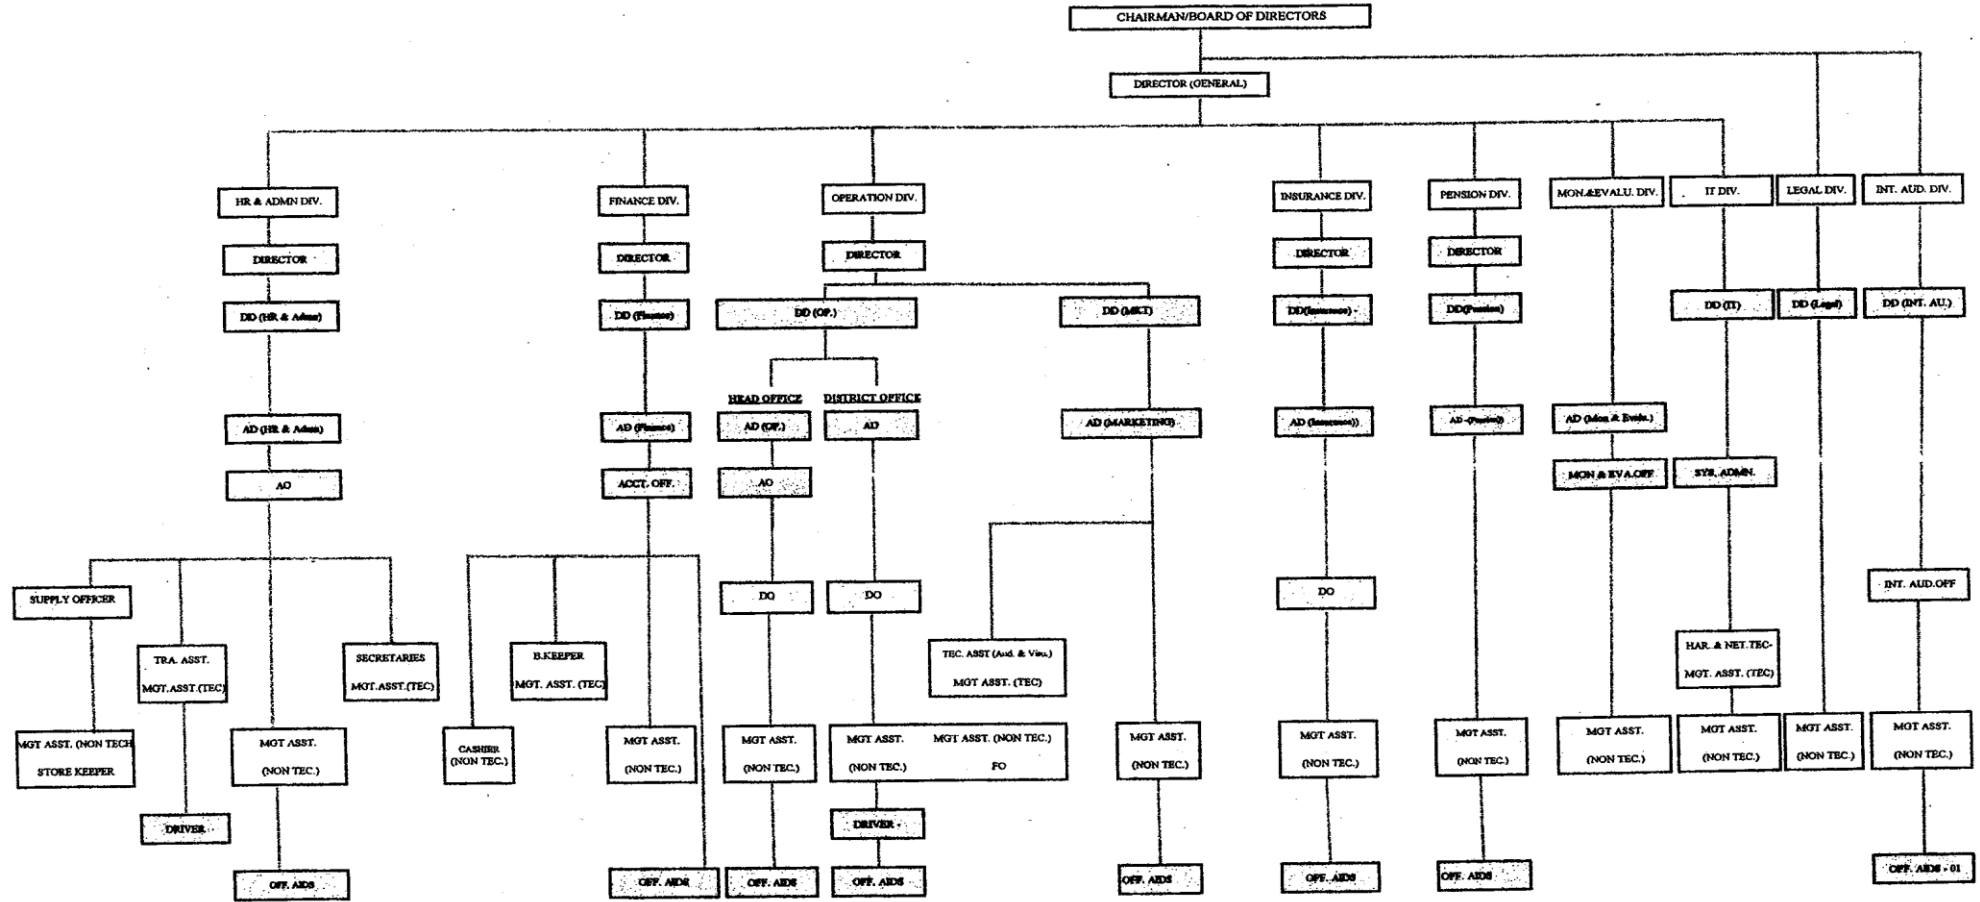 CHAIRMAN/BOARD OF DIRECTORS
DIRECTOR (GENERAL)
HR & ADMN DIV.
FINANCE DIV.
OPERATION DIV.
INSURANCE DIV.
PENSION DIV.
MON.&EVALU. DIV.
IT DIV.
LEGAL DIV.
INT. AUD. DIV.
DIRECTOR
DIRECTOR
DIRECTOR
DIRECTOR
DIRECTOR
DD (HR & Admn)
DD (Finance)
DD (OP.)
DD (MKT)
DD(Insurance) -
DD(Pension)
DD (IT)
DD (Legal)
DD (INT. AU.)
HEAD OFFICE
DISTRICT OFFICE
AD (HR & Admn)
AD (Finance)
AD (OP.)
AD
AD (MARKETING)
AD (Insurance))
AD -(Pension))
AD (Mon & Evalu.)
AO
ACCT. OFF.
AO
MON & EVA.OFF
SYS. ADMN.
SUPPLY OFFICER
DO
DO
DO
INT. AUD.OFF
TRA. ASST.
MGT.ASST.(TEC)
SECRETARIES
MGT.ASST.(TEC)
B.KEEPER
MGT. ASST. (TEC)
TEC. ASST (Aud. & Visu.)
MGT ASST. (TEC)
HAR. & NET.TEC-
MGT. ASST. (TEC)
MGT ASST. (NON TECH
STORE KEEPER
MGT ASST.
(NON TEC.)
CASHIER
(NON TEC.)
MGT ASST.
(NON TEC.)
MGT ASST.
(NON TEC.)
MGT ASST.
(NON TEC.)
MGT ASST. (NON TEC.)
FO
MGT ASST.
(NON TEC.)
MGT ASST.
(NON TEC.)
MGT ASST.
(NON TEC.)
MGT ASST.
(NON TEC.)
MGT ASST.
(NON TEC.)
MGT ASST.
(NON TEC.)
MGT ASST.
(NON TEC.)
DRIVER
DRIVER -
OFF. AIDS
OFF. AIDS
OFF. AIDS
OFF. AIDS
OFF. AIDS
OFF. AIDS
OFF. AIDS
OFF. AIDS - 01